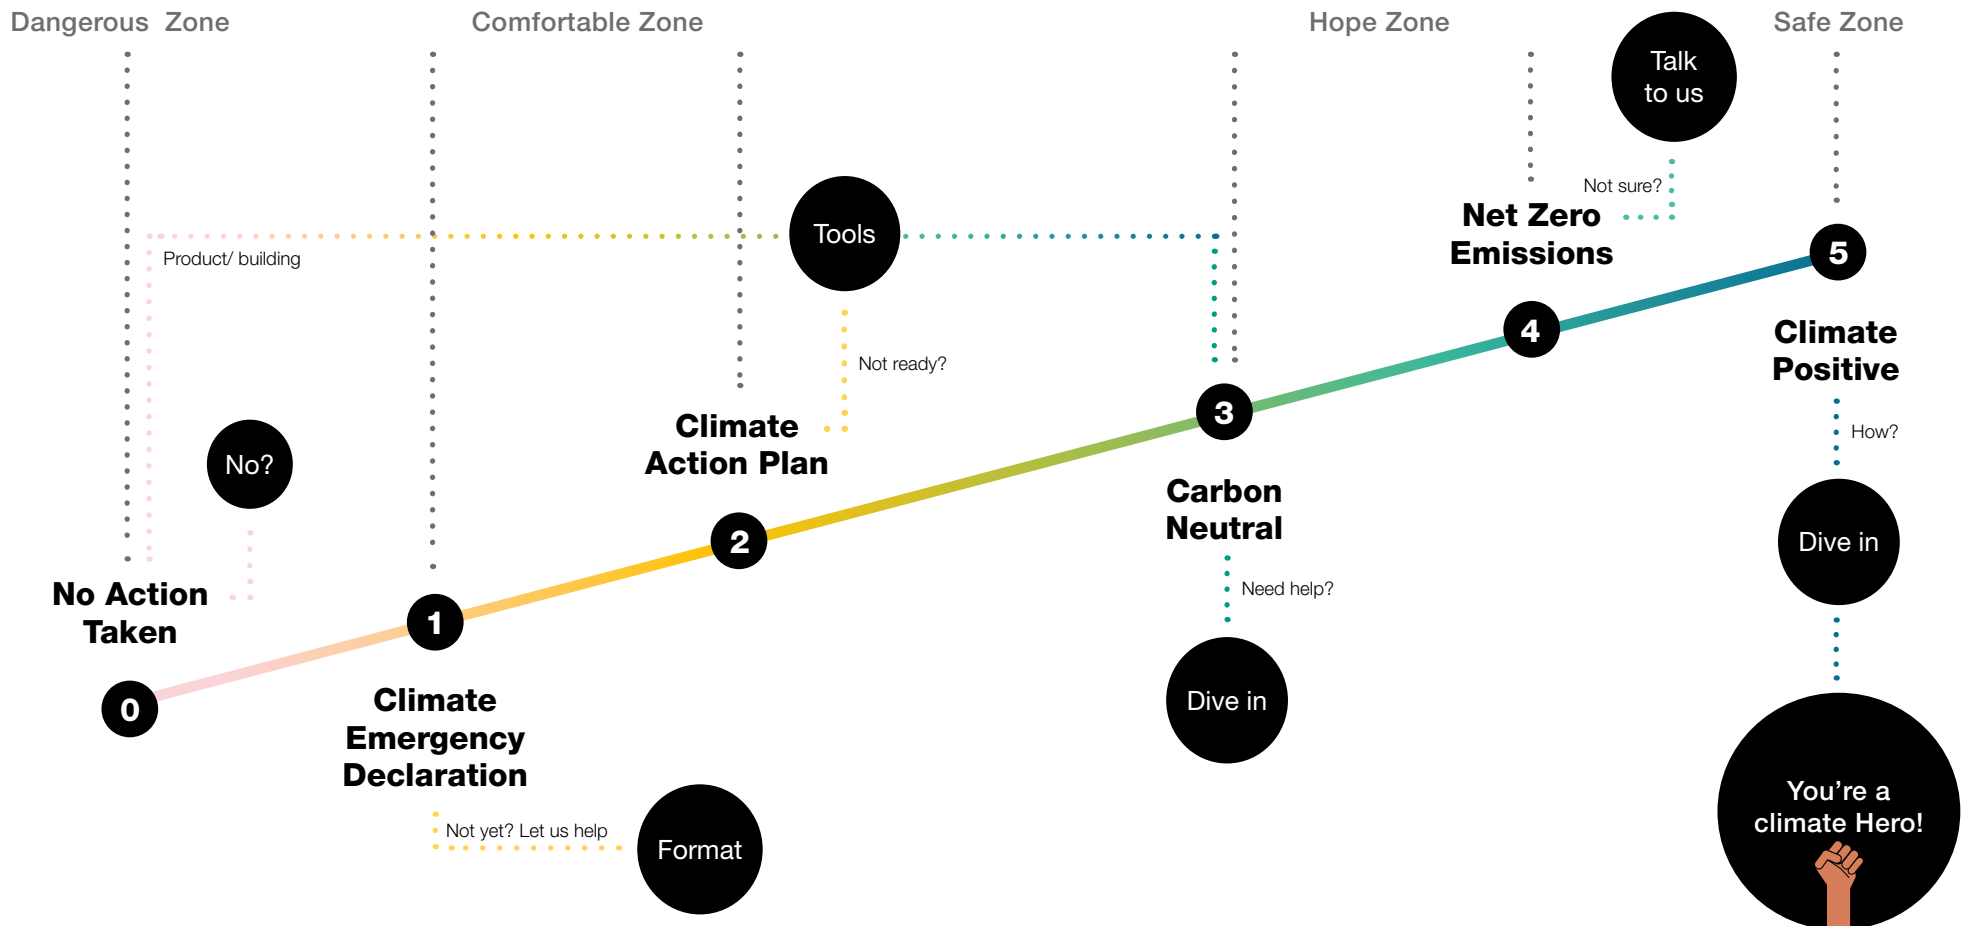 Dangerous  Zone
Comfortable Zone
Hope Zone
Safe Zone
Talk
to us
Not sure?
Net Zero
Emissions
Tools
Product/ building
5
4
Climate
Positive
Not ready?
How?
3
Climate
Action Plan
No?
Carbon
Neutral
2
Dive in
Need help?
No Action
Taken
1
0
Climate
Emergency
Declaration
Dive in
Not yet? Let us help
Format
You're a
climate Hero!